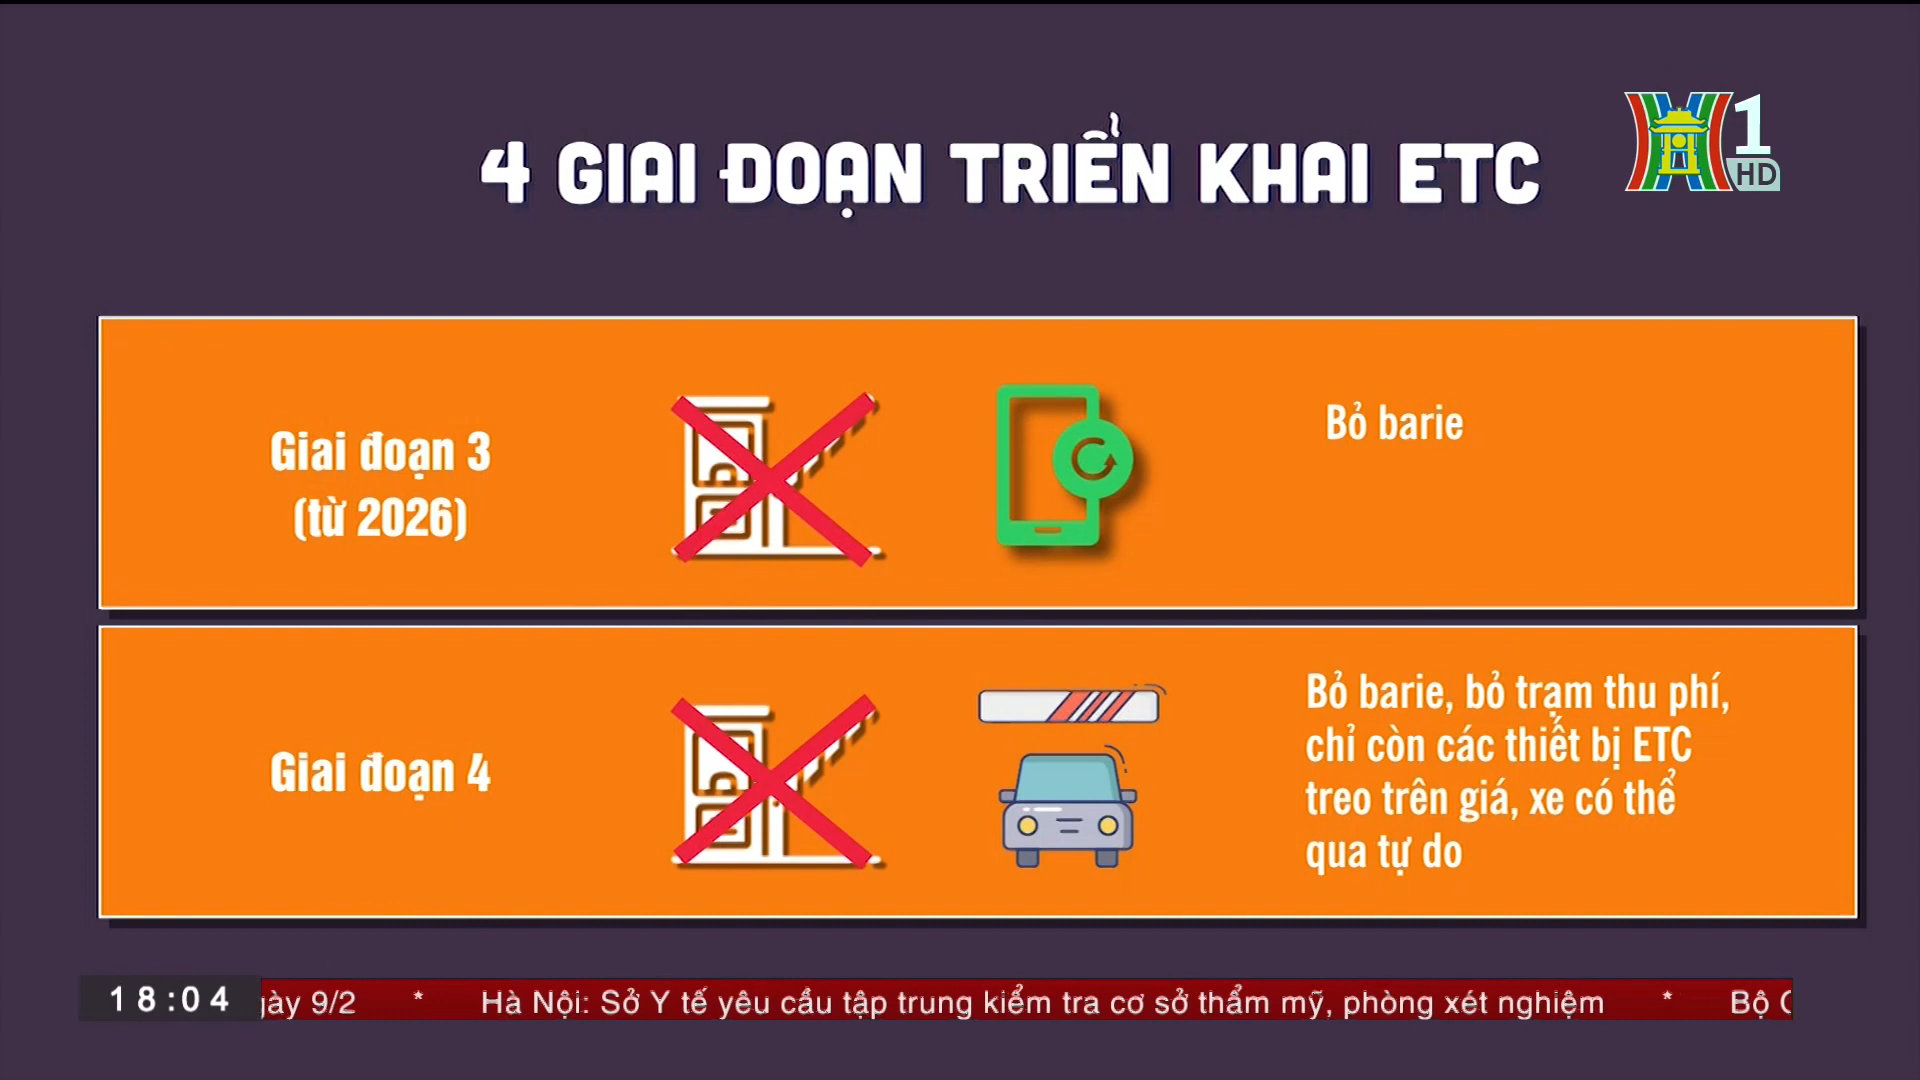 1
HD
4 GIAI ĐOẠN TRIỂN KHAI ETC
Giai đoạn 3
(từ 2026)
Bỏ barie
Giai đoạn 4
Bỏ barie, bỏ trạm thu phí,
chỉ còn các thiết bị ETC
treo trên giá, xe có thể
qua tự do
18:04
gày 9/2 * Hà Nội: Sở Y tế yêu cầu tập trung kiểm tra cơ sở thẩm mỹ, phòng xét nghiệm * Bộ